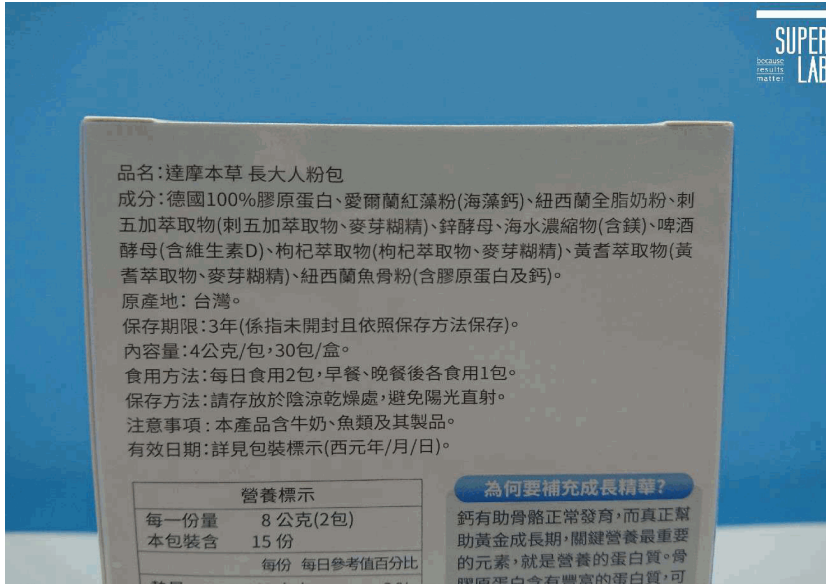 SUPER
LAB
because
results
matter
品名:達摩本草 長大人粉包
成分:德國100%膠原蛋白、愛爾蘭紅藻粉(海藻鈣)、紐西蘭全脂奶粉、刺
五加萃取物(刺五加萃取物、麥芽糊精)、鋅酵母、海水濃縮物(含鎂)、啤酒
酵母(含維生素D)、枸杞萃取物(枸杞萃取物、麥芽糊精)、黃耆萃取物(黃
耆萃取物、麥芽糊精)、紐西蘭魚骨粉(含膠原蛋白及鈣)。
原產地: 台灣。
保存期限:3年(係指未開封且依照保存方法保存)。
內容量:4公克/包,30包/盒。
食用方法:每日食用2包,早餐、晚餐後各食用1包。
保存方法:請存放於陰涼乾燥處,避免陽光直射。
注意事項 : 本產品含牛奶、魚類及其製品。
有效日期:詳見包裝標示(西元年/月/日)。
營養標示
每一份量 8 公克(2包)
本包裝含 15 份
每份 每日參考值百分比
為何要補充成長精華?
鈣有助骨骼正常發育,而真正幫
助黃金成長期,關鍵營養最重要
的元素,就是營養的蛋白質。骨
膠原蛋白含有豐富的蛋白質,可